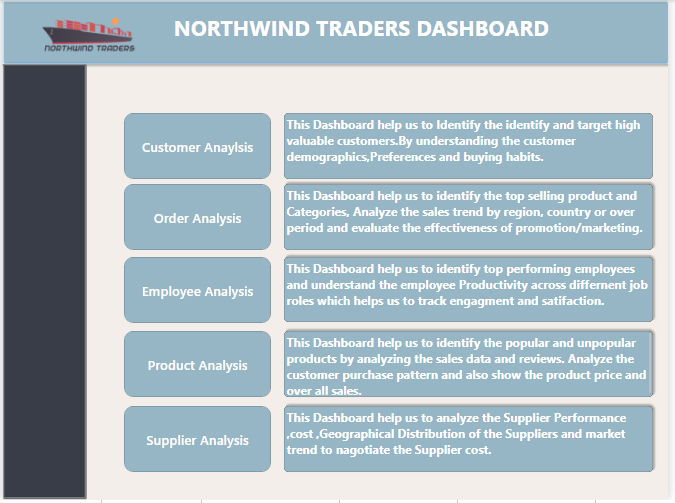 NORTHWIND TRADERS DASHBOARD
NORTHWIND TRADERS
Customer Anaylsis
This Dashboard help us to Identify the identify and target high
valuable customers.By understanding the customer
demographics,Preferences and buying habits.
Order Analysis
This Dashboard help us to identify the top selling product and
Categories, Analyze the sales trend by region, country or over
period and evaluate the effectiveness of promotion/marketing.
Employee Analysis
This Dashboard help us to identify top performing employees
and understand the employee Productivity across differnent job
roles which helps us to track engagment and satifaction.
Product Analysis
This Dashboard help us to identify the popular and unpopular
products by analyzing the sales data and reviews. Analyze the
customer purchase pattern and also show the product price and
over all sales.
Supplier Analysis
This Dashboard help us to analyze the Supplier Performance
,cost ,Geographical Distribution of the Suppliers and market
trend to nagotiate the Supplier cost.